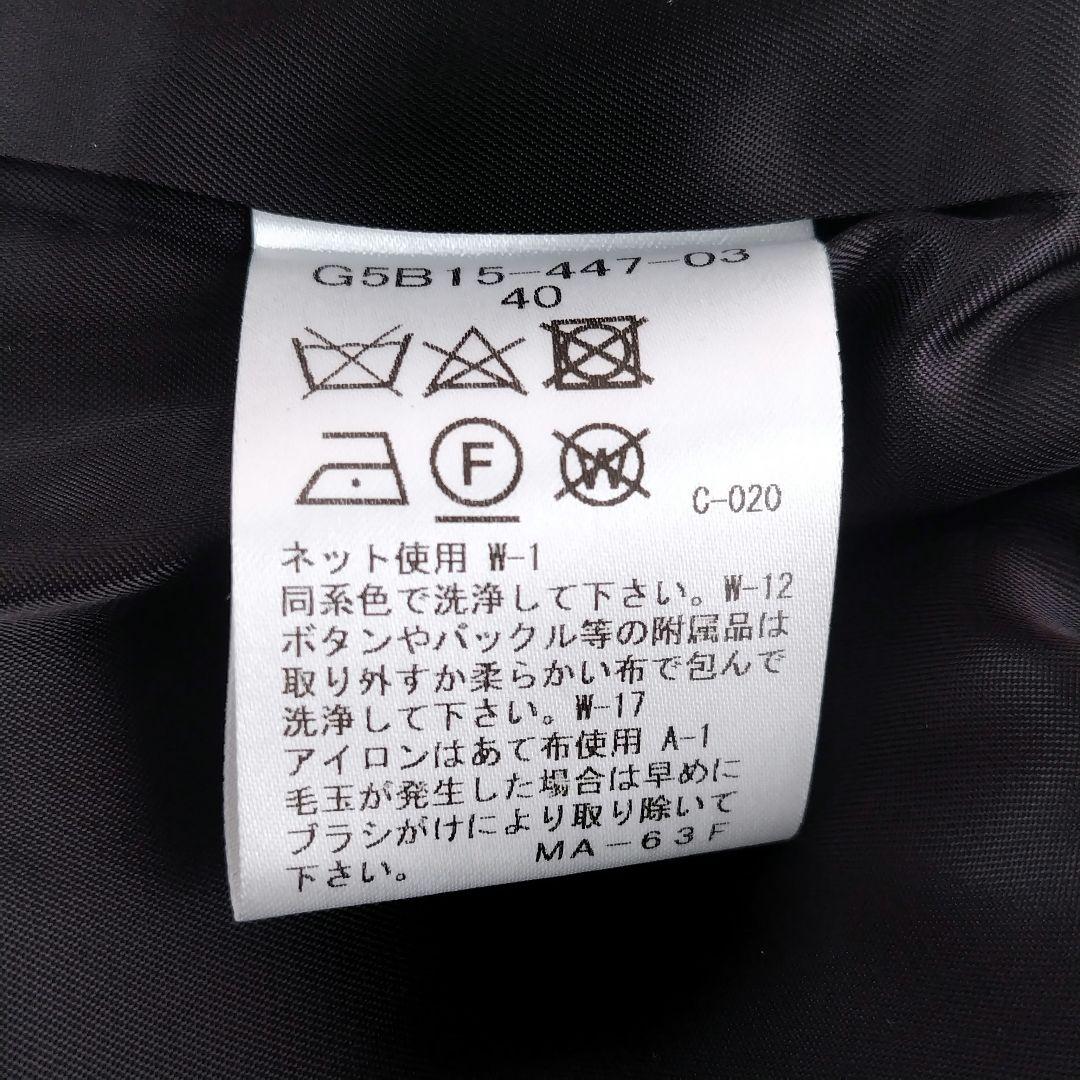 G5B15-447-03
40
F
W
C-020
ネット使用 W-1
同系色で洗浄して下さい。W-12
ボタンやバックル等の附属品は
取り外すか柔らかい布で包んで
洗浄して下さい。W-17
アイロンはあて布使用 A-1
毛玉が発生した場合は早めに
ブラシがけにより取り除いて
下さい。 MA-63F